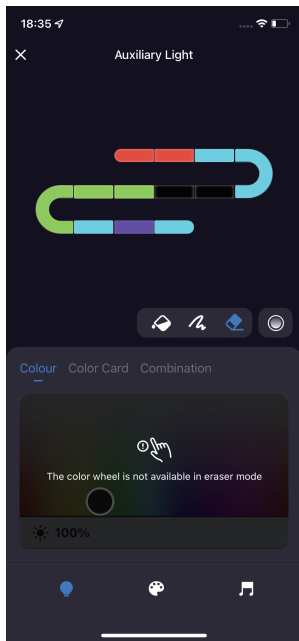 18:35
Auxiliary Light
Colour Color Card Combination
The color wheel is not available in eraser mode
100%